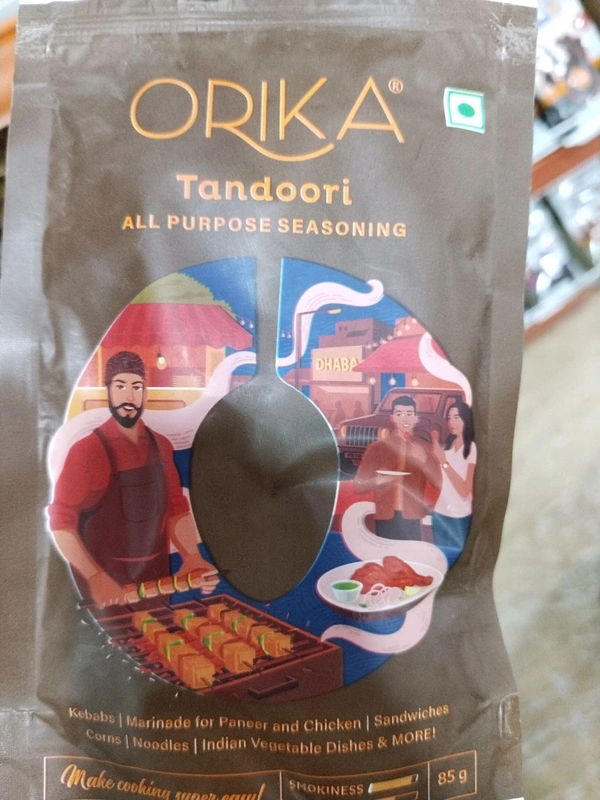 ORIKA®
Tandoori
ALL PURPOSE SEASONING
DHABA
Kebabs | Marinade for Paneer and Chicken | Sandwiches
Corns | Noodles | Indian Vegetable Dishes & MORE!
Make cooking super easy!
SMOKINESS
85 g